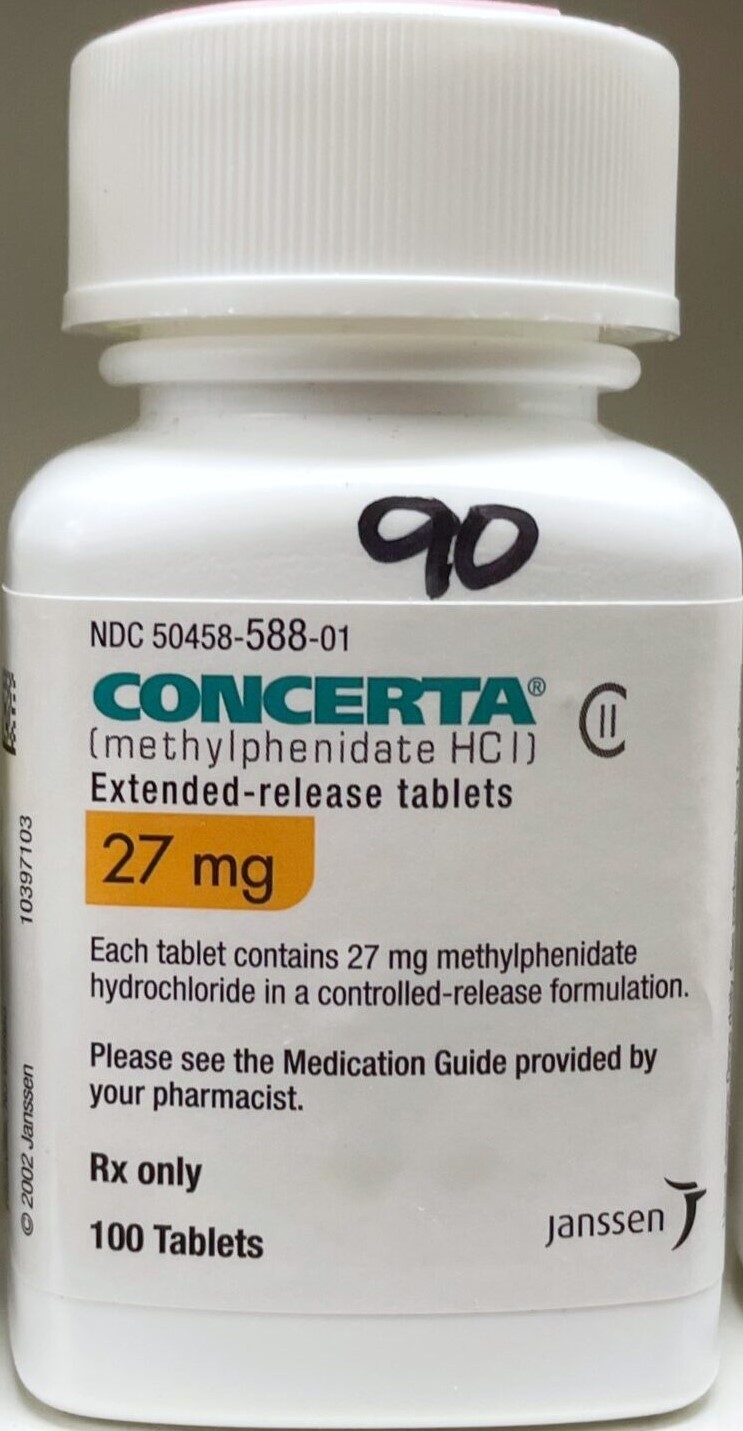 90
NDC 50458-588-01
CONCERTA® CII
(methylphenidate HCl)
Extended-release tablets
27 mg
Each tablet contains 27 mg methylphenidate
hydrochloride in a controlled-release formulation.
Please see the Medication Guide provided by
your pharmacist.
Rx only
100 Tablets
janssen
10397103
© 2002 Janssen